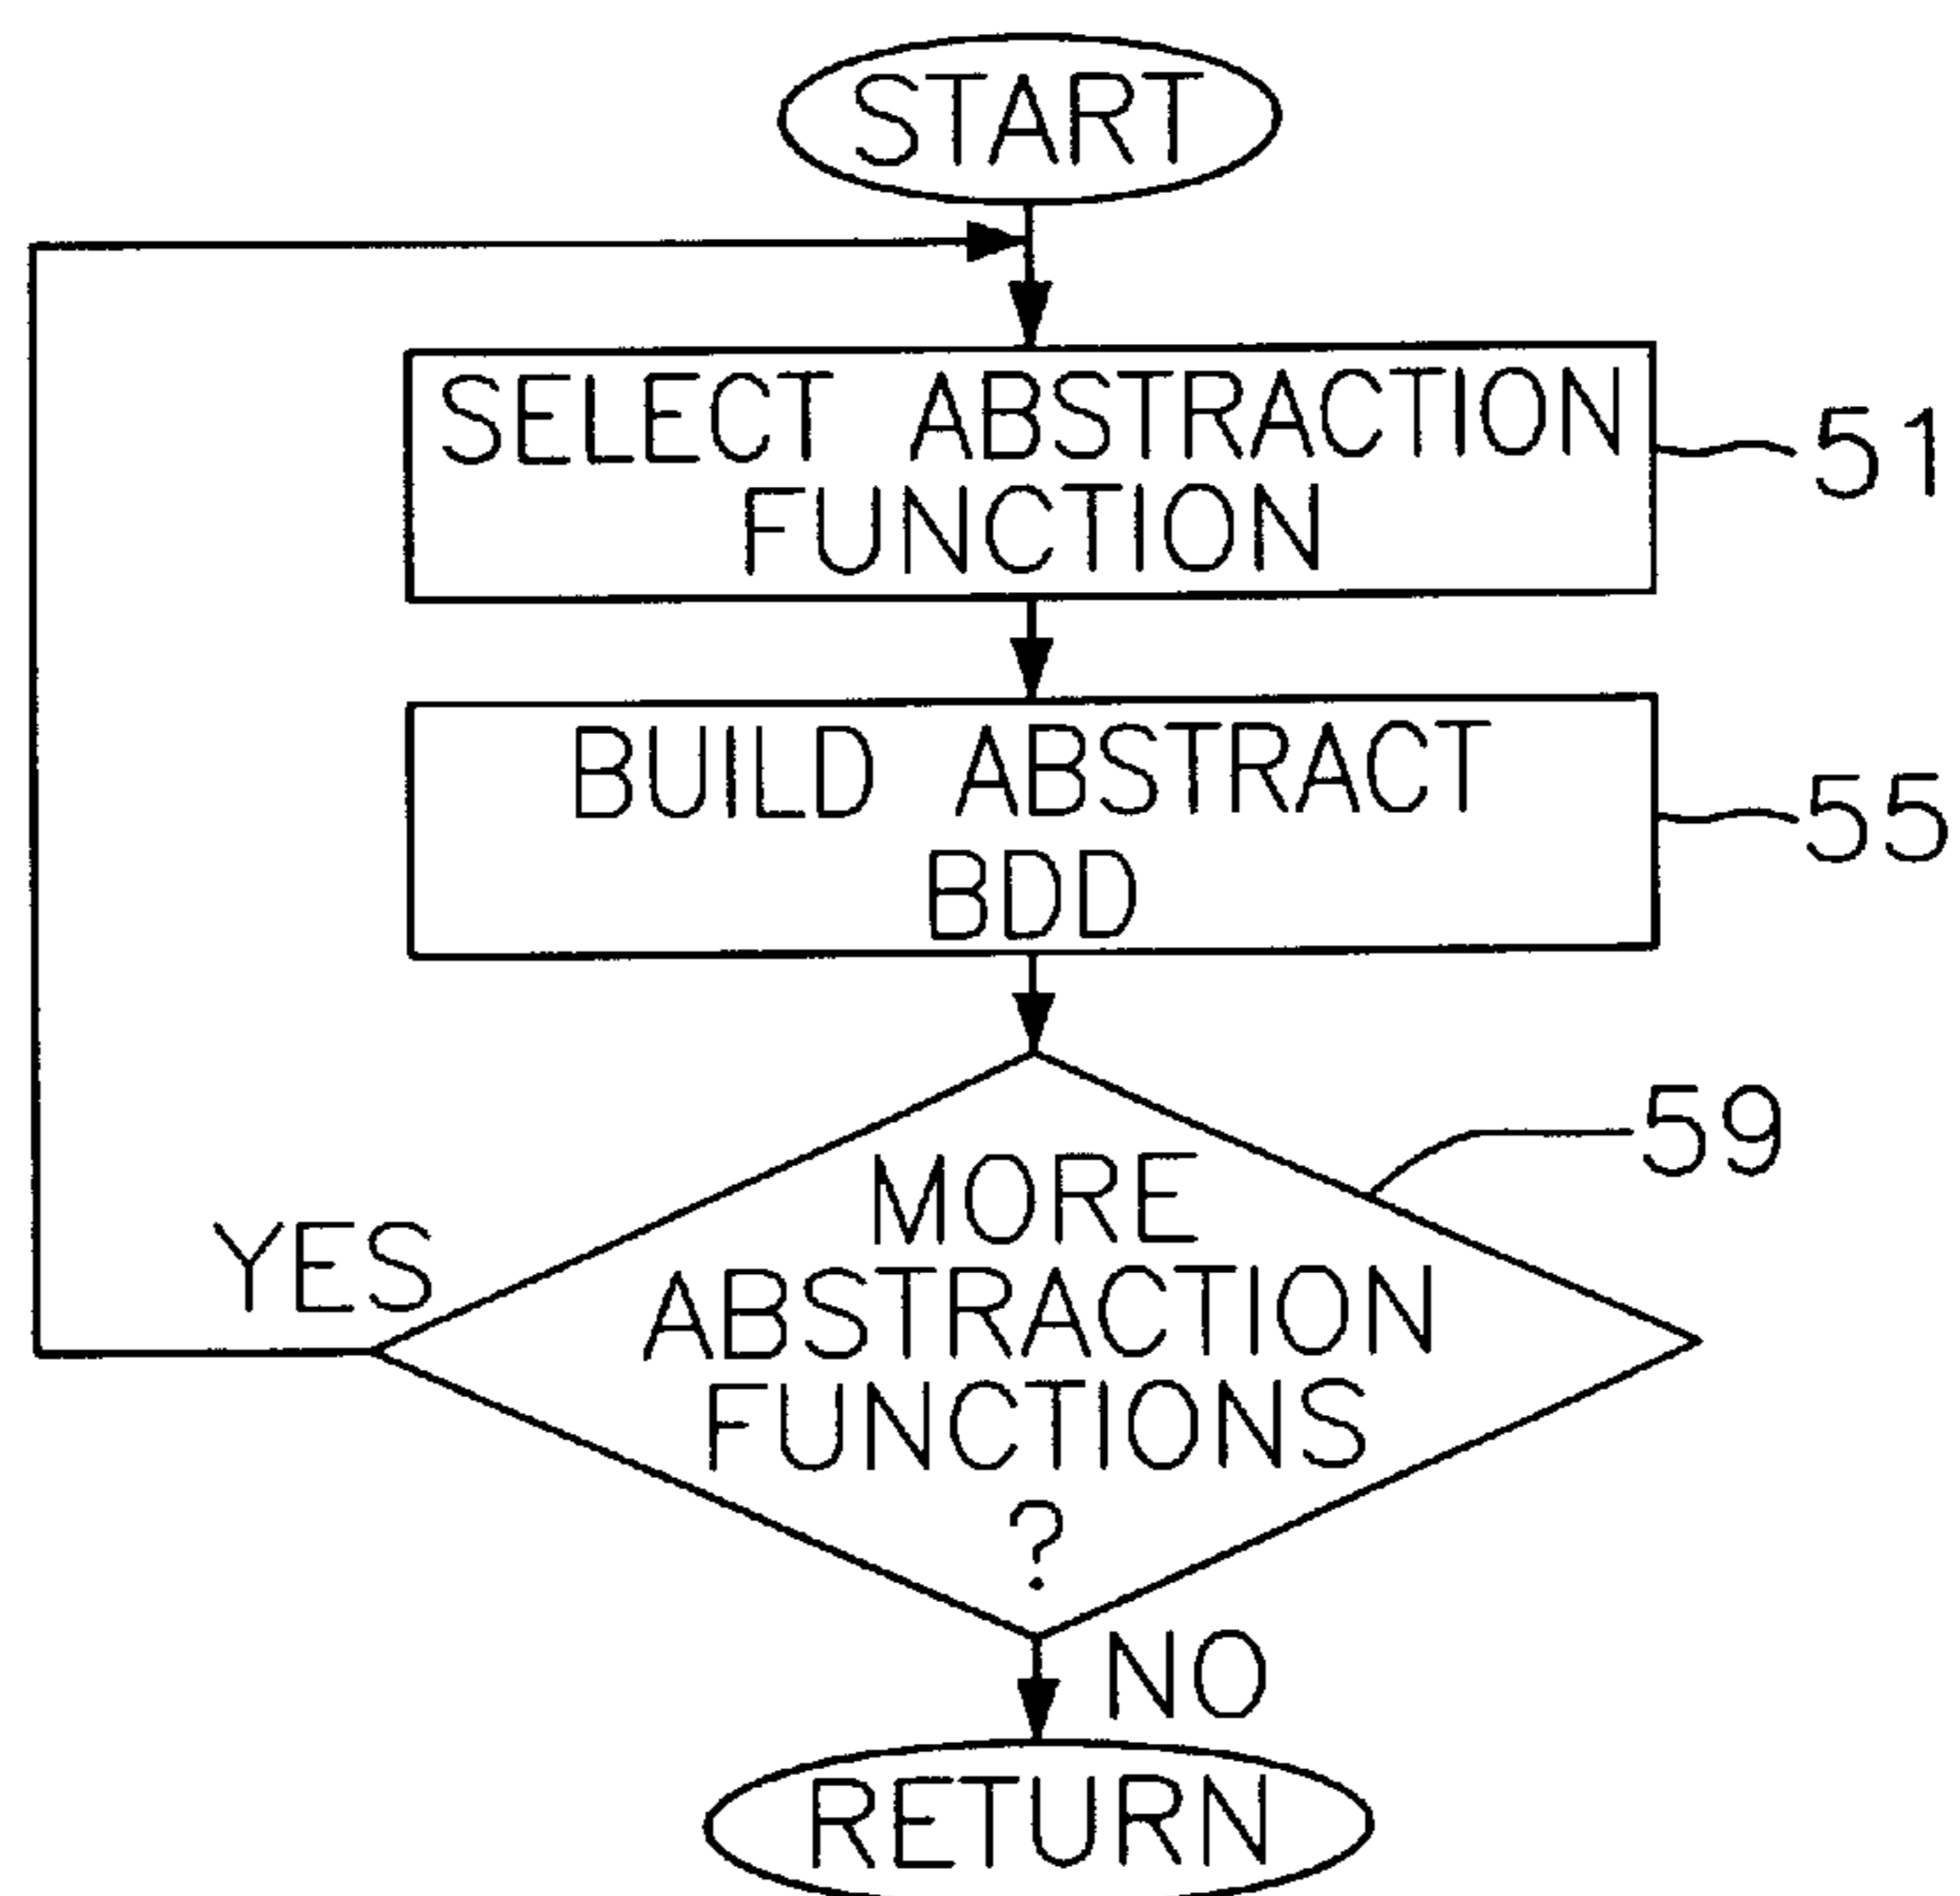 START
SELECT ABSTRACTION
FUNCTION
51
BUILD ABSTRACT
BDD
55
59
MORE
ABSTRACTION
FUNCTIONS
?
YES
NO
RETURN